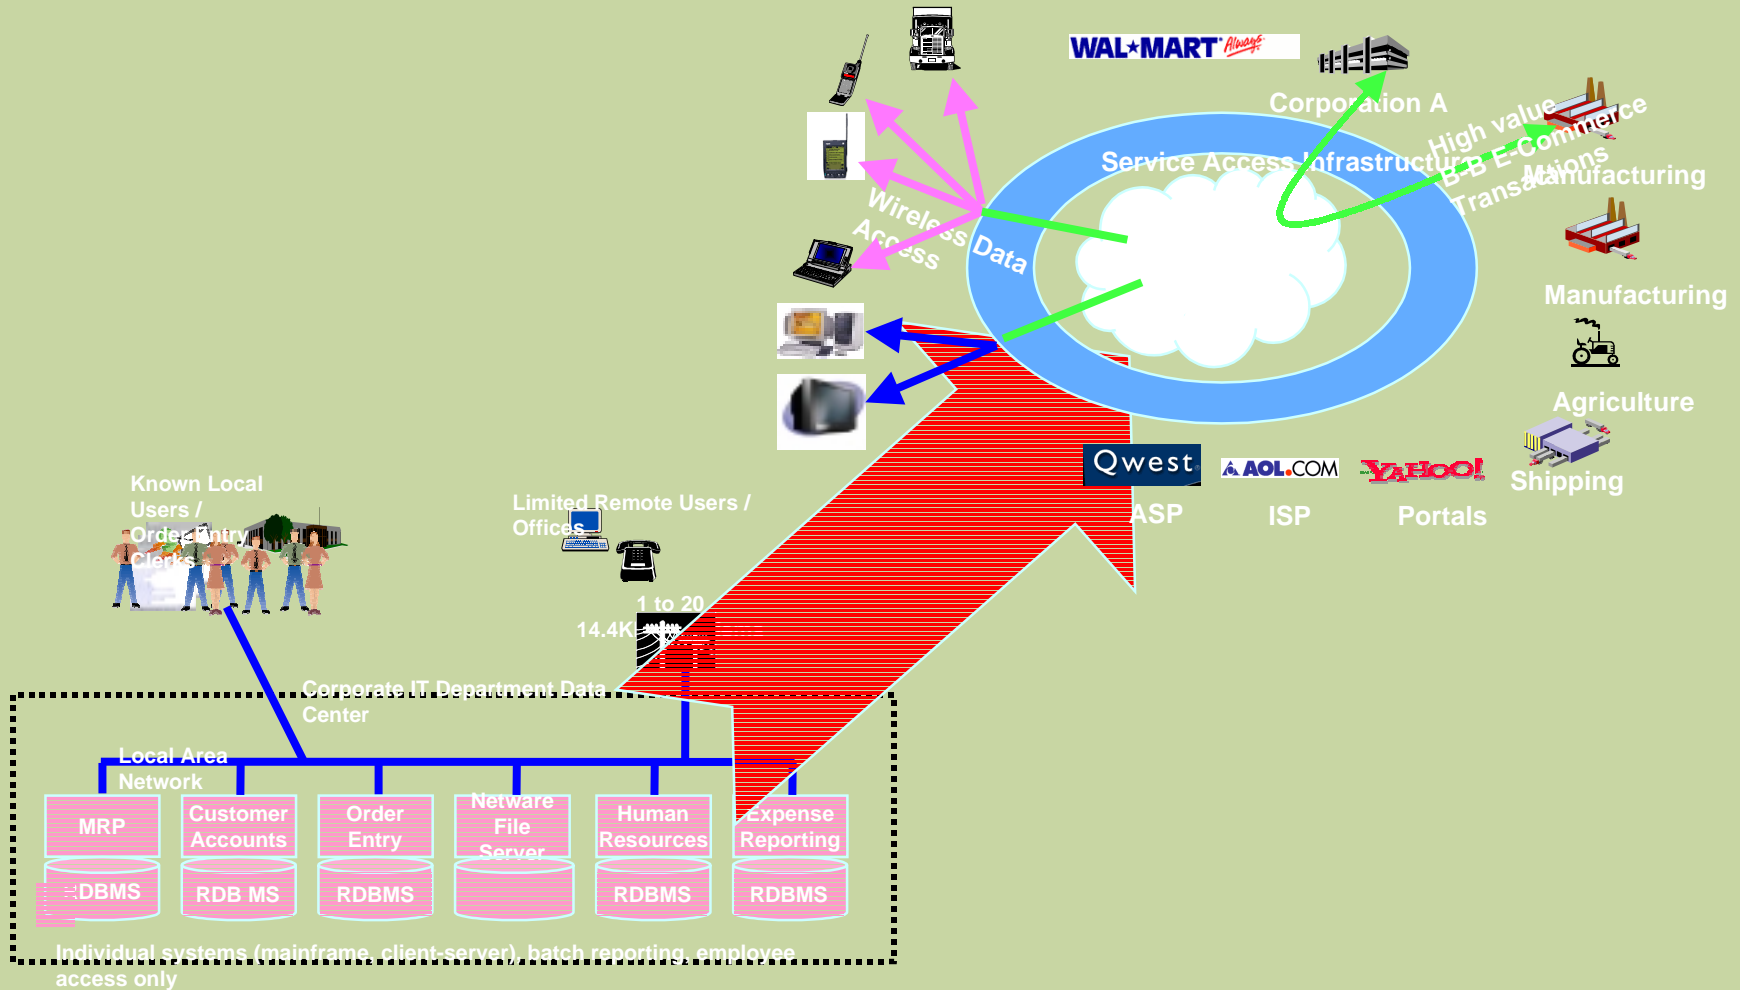 WAL★MART Always.
Corporation A
High value
B-B E-Commerce
Transactions
Service Access Infrastructure
Manufacturing
Wireless Data
Access
Manufacturing
Agriculture
Qwest
AOL.COM
YAHOO!
Shipping
ASP
ISP
Portals
Known Local
Users /
Order Entry
Clerks
Limited Remote Users /
Offices
1 to 20
14.4K
Corporate IT Department Data
Center
Local Area
Network
MRP
Customer
Accounts
Order
Entry
Netware
File
Server
Human
Resources
Expense
Reporting
RDBMS
RDB MS
RDBMS
RDBMS
RDBMS
Individual systems (mainframe, client-server), batch reporting, employee
access only